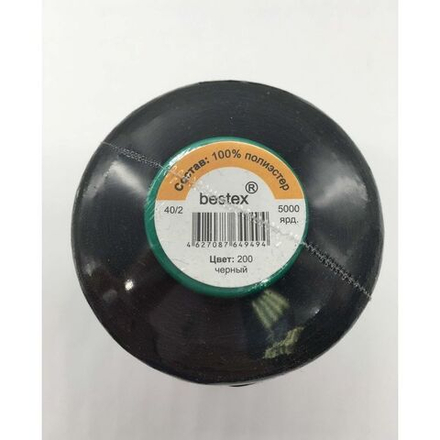 Состав: 100% полиэстер
bestex®
40/2
5000
ярд.
4627087649494
Цвет: 200
черный